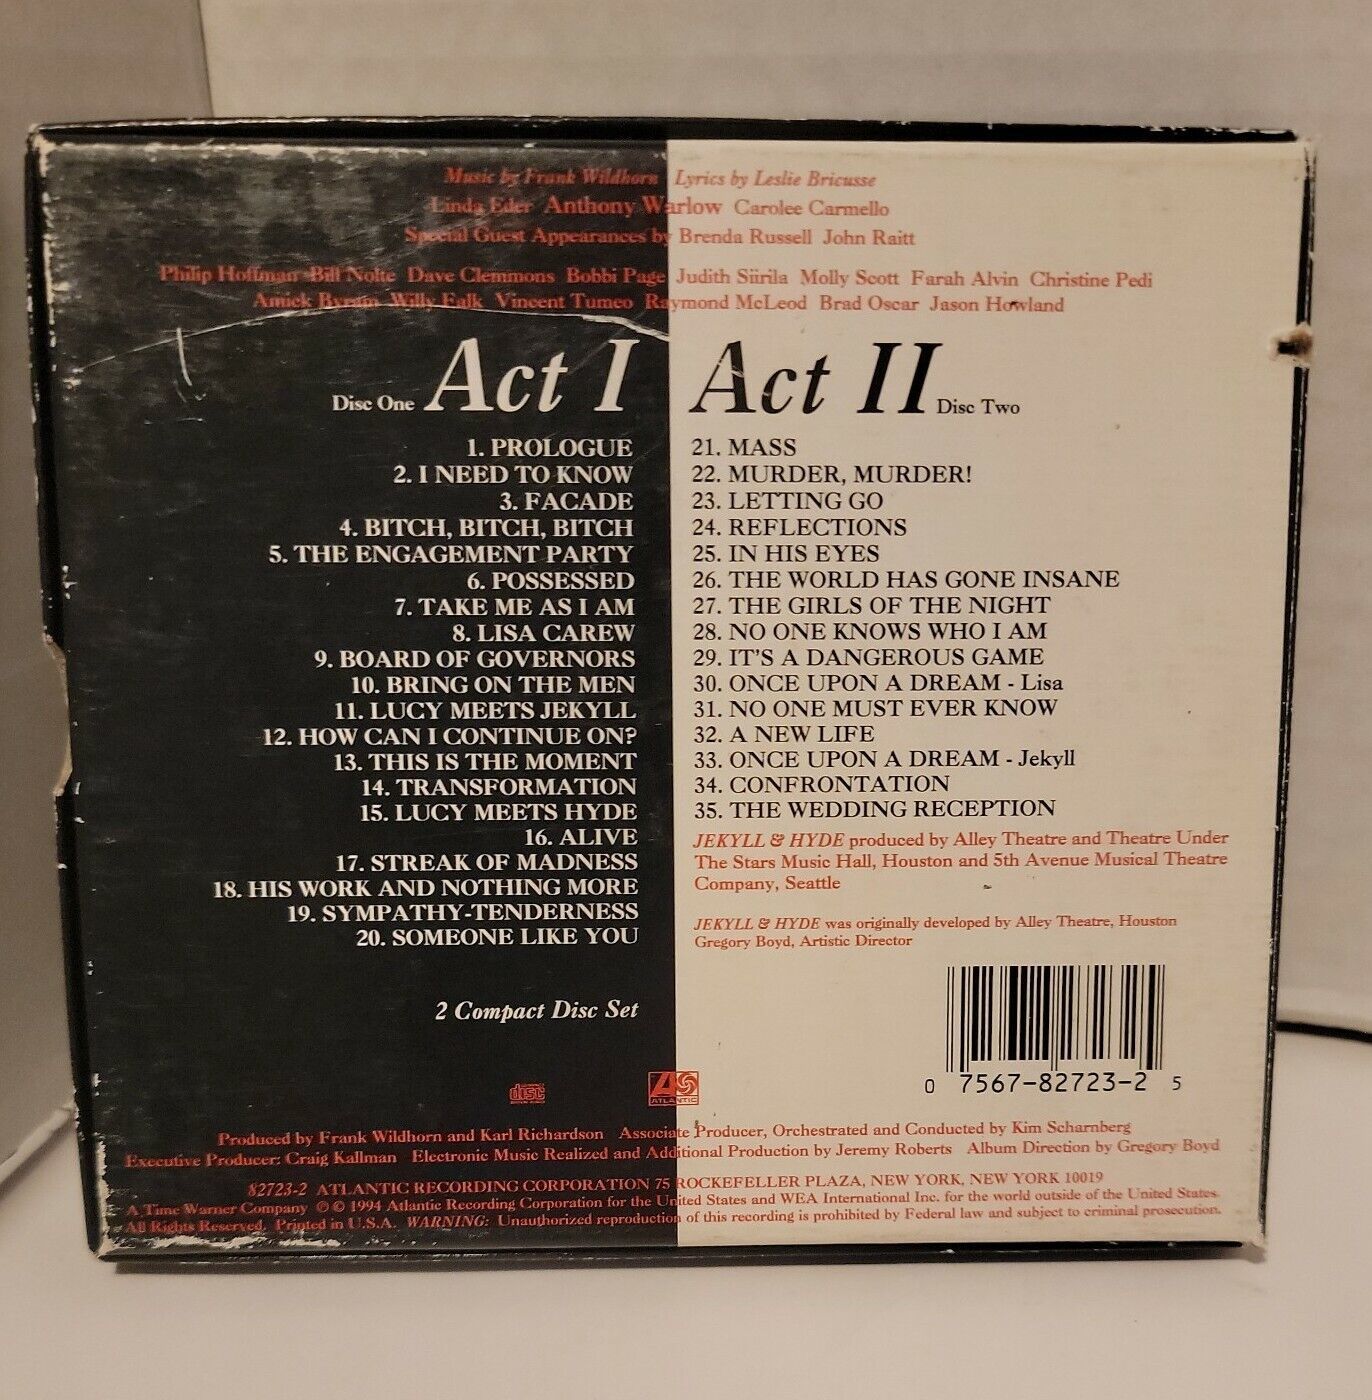 Music by Frank Wildhorn Lyrics by Leslie Bricusse
Linda Eder Anthony Warlow Carolee Carmello
Special Guest Appearances by Brenda Russell John Raitt
Philip Hoffman Bill Nolte Dave Clemmons Bobbi Page Judith Siirila Molly Scott Farah Alvin Christine Pedi
Amick Byram Willy Falk Vincent Tumeo Raymond McLeod Brad Oscar Jason Howland
Disc One Act I
1. PROLOGUE
2. I NEED TO KNOW
3. FACADE
4. BITCH, BITCH, BITCH
5. THE ENGAGEMENT PARTY
6. POSSESSED
7. TAKE ME AS I AM
8. LISA CAREW
9. BOARD OF GOVERNORS
10. BRING ON THE MEN
11. LUCY MEETS JEKYLL
12. HOW CAN I CONTINUE ON?
13. THIS IS THE MOMENT
14. TRANSFORMATION
15. LUCY MEETS HYDE
16. ALIVE
17. STREAK OF MADNESS
18. HIS WORK AND NOTHING MORE
19. SYMPATHY-TENDERNESS
20. SOMEONE LIKE YOU
2 Compact Disc Set
Act II Disc Two
21. MASS
22. MURDER, MURDER!
23. LETTING GO
24. REFLECTIONS
25. IN HIS EYES
26. THE WORLD HAS GONE INSANE
27. THE GIRLS OF THE NIGHT
28. NO ONE KNOWS WHO I AM
29. IT'S A DANGEROUS GAME
30. ONCE UPON A DREAM - Lisa
31. NO ONE MUST EVER KNOW
32. A NEW LIFE
33. ONCE UPON A DREAM - Jekyll
34. CONFRONTATION
35. THE WEDDING RECEPTION
JEKYLL & HYDE produced by Alley Theatre and Theatre Under
The Stars Music Hall, Houston and 5th Avenue Musical Theatre
Company, Seattle
JEKYLL & HYDE was originally developed by Alley Theatre, Houston
Gregory Boyd, Artistic Director
0 7567-82723-2 5
disc
ATLANTIC
Produced by Frank Wildhorn and Karl Richardson Associate Producer, Orchestrated and Conducted by Kim Scharnberg
Executive Producer: Craig Kallman Electronic Music Realized and Additional Production by Jeremy Roberts Album Direction by Gregory Boyd
82723-2 ATLANTIC RECORDING CORPORATION 75 ROCKEFELLER PLAZA, NEW YORK, NEW YORK 10019
A Time Warner Company ℗ © 1994 Atlantic Recording Corporation for the United States and WEA International Inc. for the world outside of the United States.
All Rights Reserved. Printed in U.S.A. WARNING: Unauthorized reproduction of this recording is prohibited by Federal law and subject to criminal prosecution.